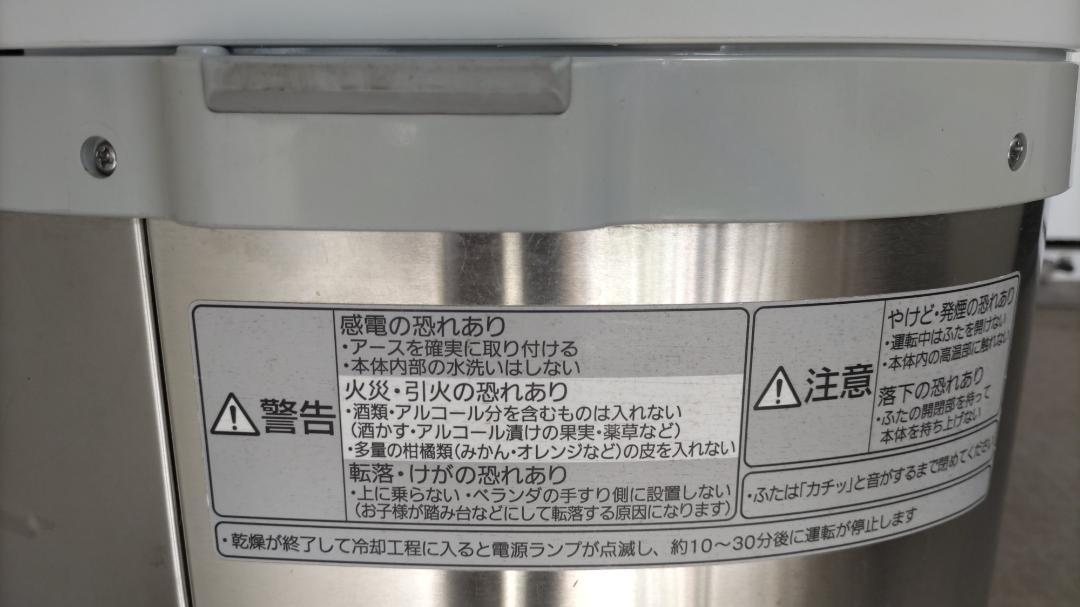 警告
感電の恐れあり
・アースを確実に取り付ける
・本体内部の水洗いはしない
火災・引火の恐れあり
・酒類・アルコール分を含むものは入れない
(酒かす・アルコール漬けの果実・薬草など)
・多量の柑橘類(みかん・オレンジなど)の皮を入れない
転落・けがの恐れあり
・上に乗らない・ベランダの手すり側に設置しない
(お子様が踏み台などにして転落する原因になります)
注意
やけど・発煙の恐れあり
・運転中はふたを開けない
・本体内の高温部に触れない
落下の恐れあり
・ふたの開閉部を持って
本体を持ち上げない
・ふたは「カチッ」と音がするまで閉めてください
・乾燥が終了して冷却工程に入ると電源ランプが点滅し、約10〜30分後に運転が停止します